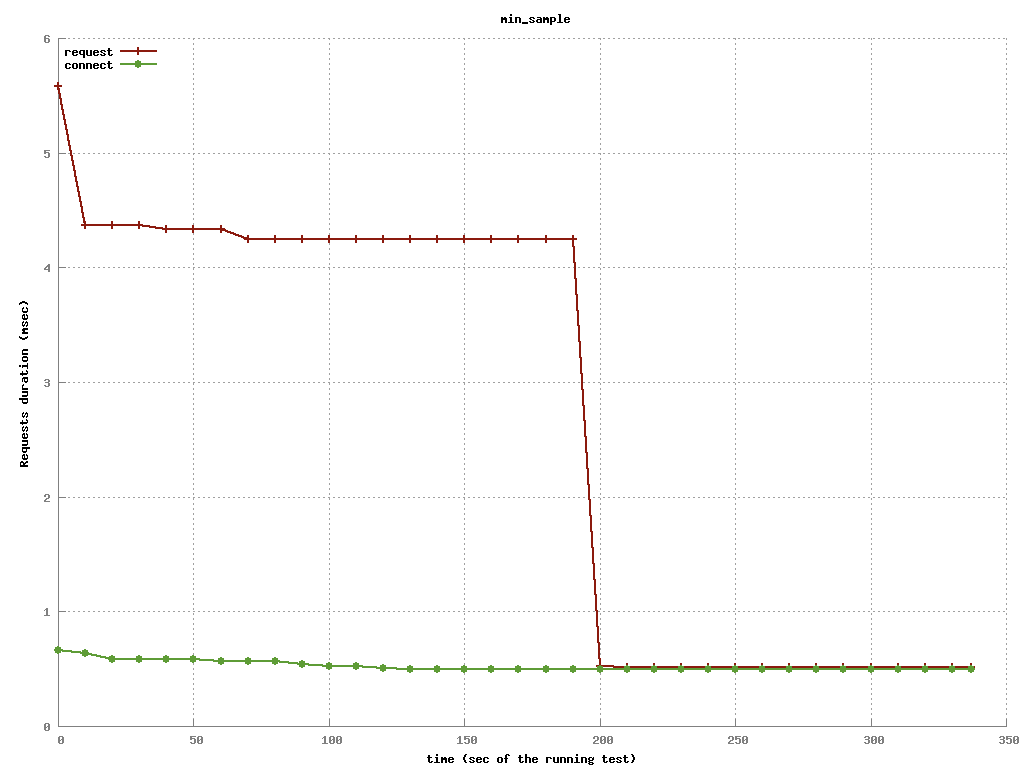 min_sample
6
request
connect
5
4
3
2
1
0
Requests duration (msec)
0 50 100 150 200 250 300 350
time (sec of the running test)